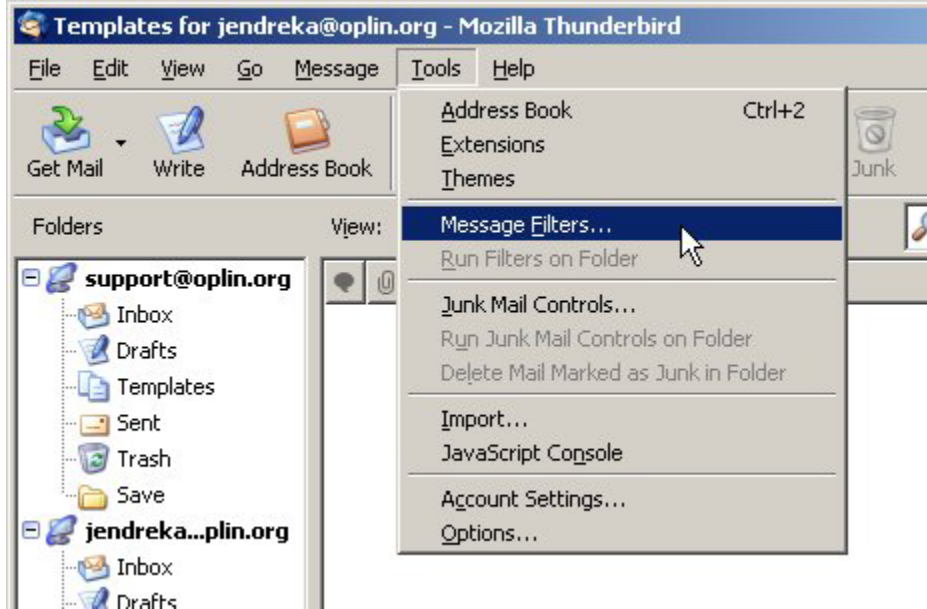 Templates for jendreka@oplin.org - Mozilla Thunderbird
File Edit View Go Message Tools Help
Get Mail Write Address Book Junk
Address Book Ctrl+2
Extensions
Themes
Message Filters...
Run Filters on Folder
Junk Mail Controls...
Run Junk Mail Controls on Folder
Delete Mail Marked as Junk in Folder
Import...
JavaScript Console
Account Settings...
Options...
Folders View:
support@oplin.org
Inbox
Drafts
Templates
Sent
Trash
Save
jendreka...plin.org
Inbox
Drafts